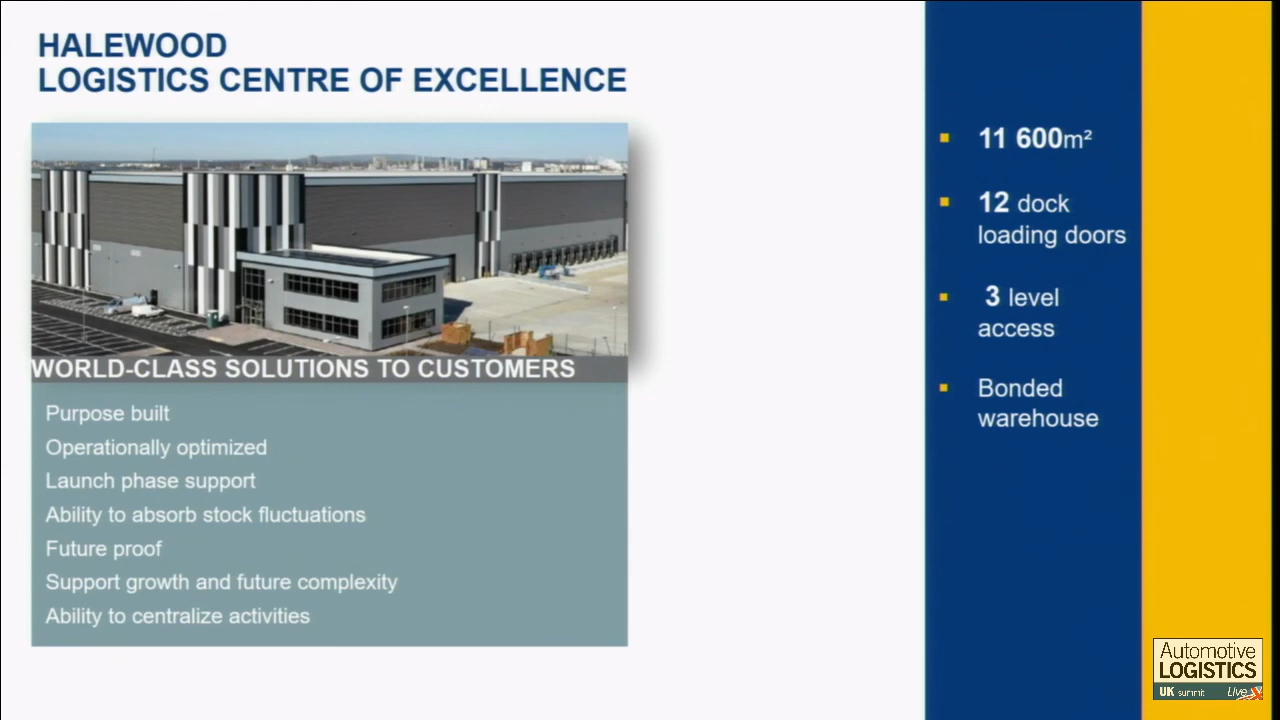 HALEWOOD
LOGISTICS CENTRE OF EXCELLENCE
WORLD-CLASS SOLUTIONS TO CUSTOMERS
Purpose built
Operationally optimized
Launch phase support
Ability to absorb stock fluctuations
Future proof
Support growth and future complexity
Ability to centralize activities
11 600m²
12 dock
loading doors
3 level
access
Bonded
warehouse
Automotive
LOGISTICS
UK summit Live